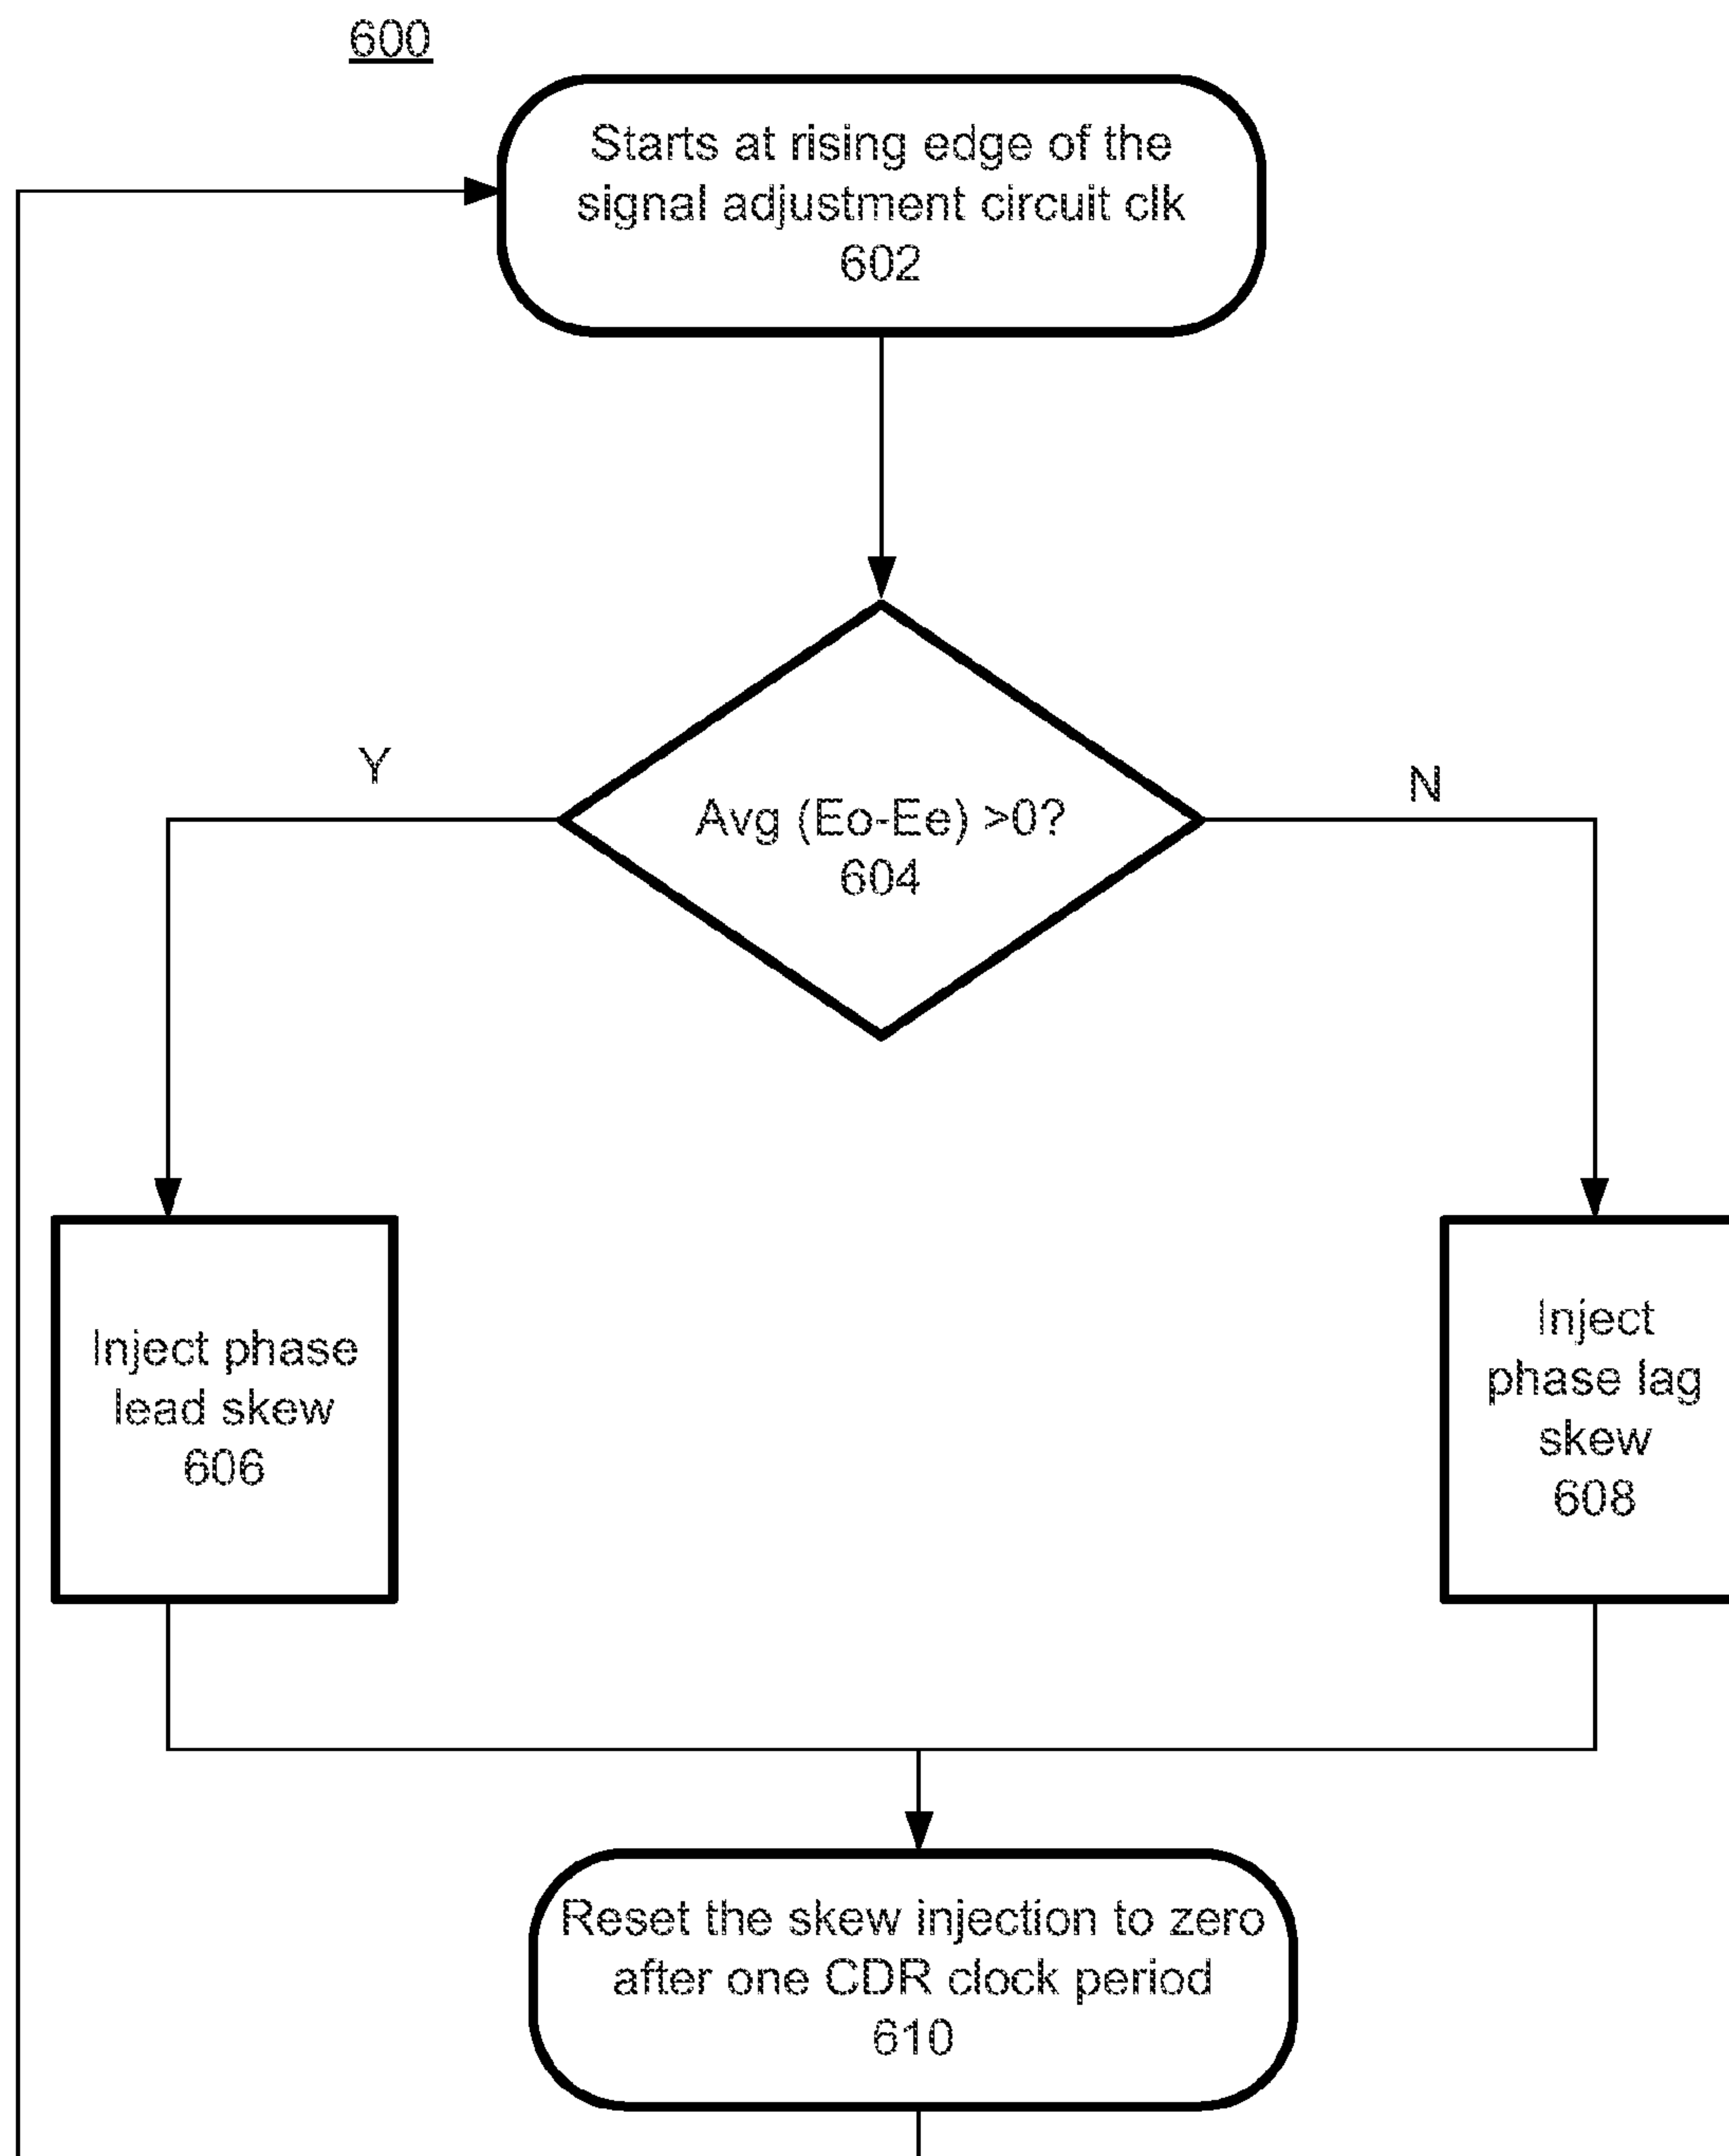 600
Starts at rising edge of the
signal adjustment circuit clk
602
Y
N
Avg (Eo-Ee) >0?
604
Inject phase
lead skew
606
Inject
phase lag
skew
608
Reset the skew injection to zero
after one CDR clock period
610